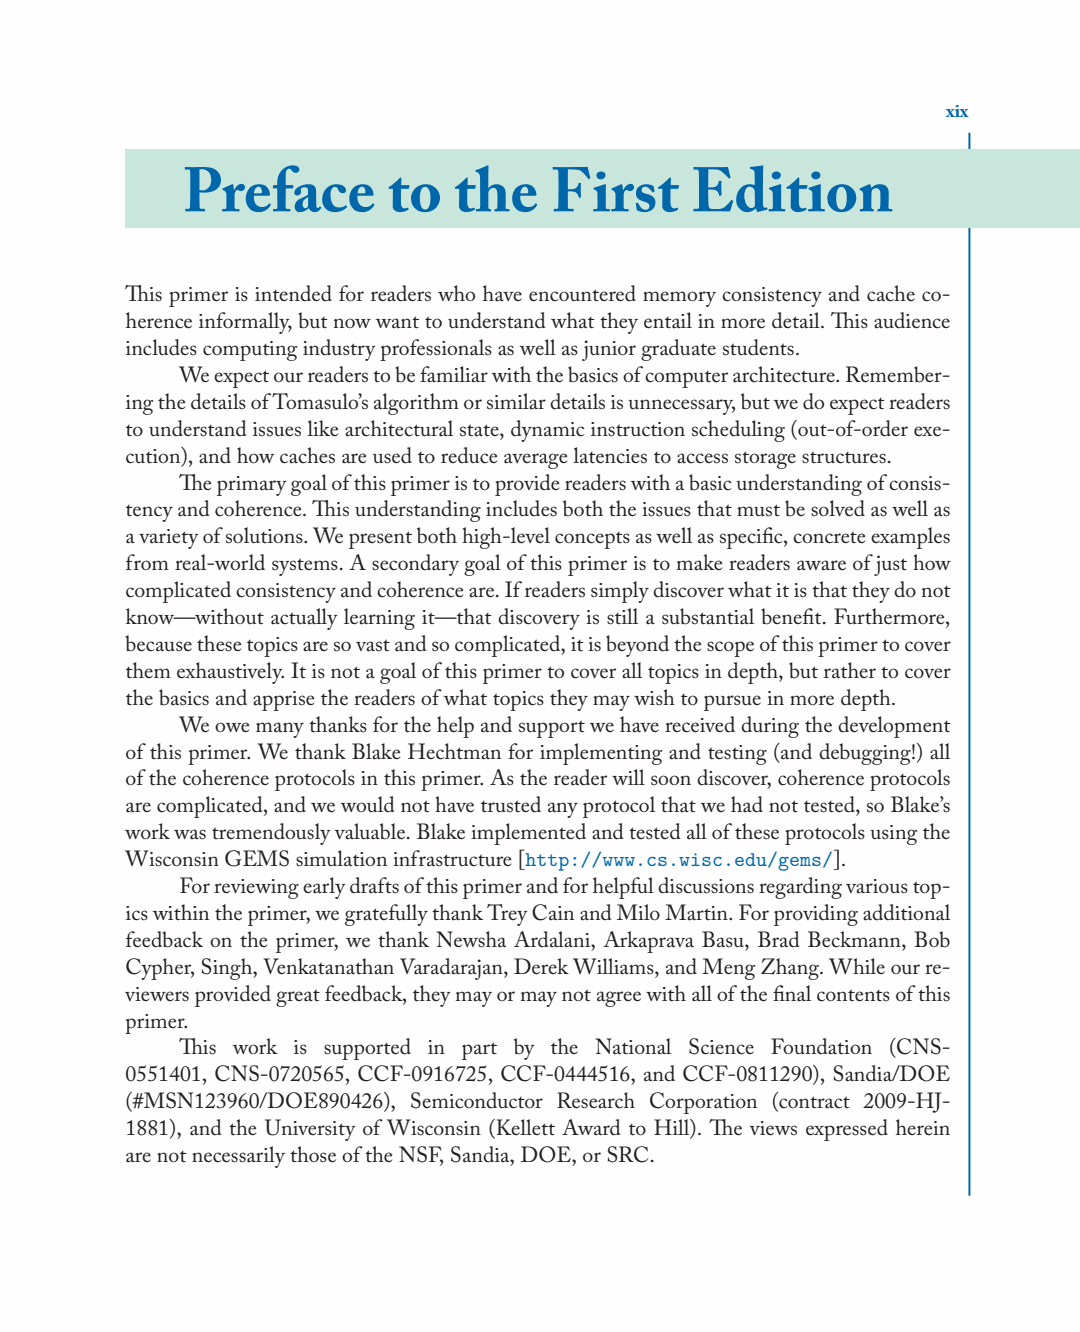 xix
Preface to the First Edition
This primer is intended for readers who have encountered memory consistency and cache co-
herence informally, but now want to understand what they entail in more detail. This audience
includes computing industry professionals as well as junior graduate students.
We expect our readers to be familiar with the basics of computer architecture. Remember-
ing the details of Tomasulo's algorithm or similar details is unnecessary, but we do expect readers
to understand issues like architectural state, dynamic instruction scheduling (out-of-order exe-
cution), and how caches are used to reduce average latencies to access storage structures.
The primary goal of this primer is to provide readers with a basic understanding of consis-
tency and coherence. This understanding includes both the issues that must be solved as well as
a variety of solutions. We present both high-level concepts as well as specific, concrete examples
from real-world systems. A secondary goal of this primer is to make readers aware of just how
complicated consistency and coherence are. If readers simply discover what it is that they do not
know—without actually learning it—that discovery is still a substantial benefit. Furthermore,
because these topics are so vast and so complicated, it is beyond the scope of this primer to cover
them exhaustively. It is not a goal of this primer to cover all topics in depth, but rather to cover
the basics and apprise the readers of what topics they may wish to pursue in more depth.
We owe many thanks for the help and support we have received during the development
of this primer. We thank Blake Hechtman for implementing and testing (and debugging!) all
of the coherence protocols in this primer. As the reader will soon discover, coherence protocols
are complicated, and we would not have trusted any protocol that we had not tested, so Blake's
work was tremendously valuable. Blake implemented and tested all of these protocols using the
Wisconsin GEMS simulation infrastructure [http://www.cs.wisc.edu/gems/].
For reviewing early drafts of this primer and for helpful discussions regarding various top-
ics within the primer, we gratefully thank Trey Cain and Milo Martin. For providing additional
feedback on the primer, we thank Newsha Ardalani, Arkaprava Basu, Brad Beckmann, Bob
Cypher, Singh, Venkatanathan Varadarajan, Derek Williams, and Meng Zhang. While our re-
viewers provided great feedback, they may or may not agree with all of the final contents of this
primer.
This work is supported in part by the National Science Foundation (CNS-
0551401, CNS-0720565, CCF-0916725, CCF-0444516, and CCF-0811290), Sandia/DOE
(#MSN123960/DOE890426), Semiconductor Research Corporation (contract 2009-HJ-
1881), and the University of Wisconsin (Kellett Award to Hill). The views expressed herein
are not necessarily those of the NSF, Sandia, DOE, or SRC.